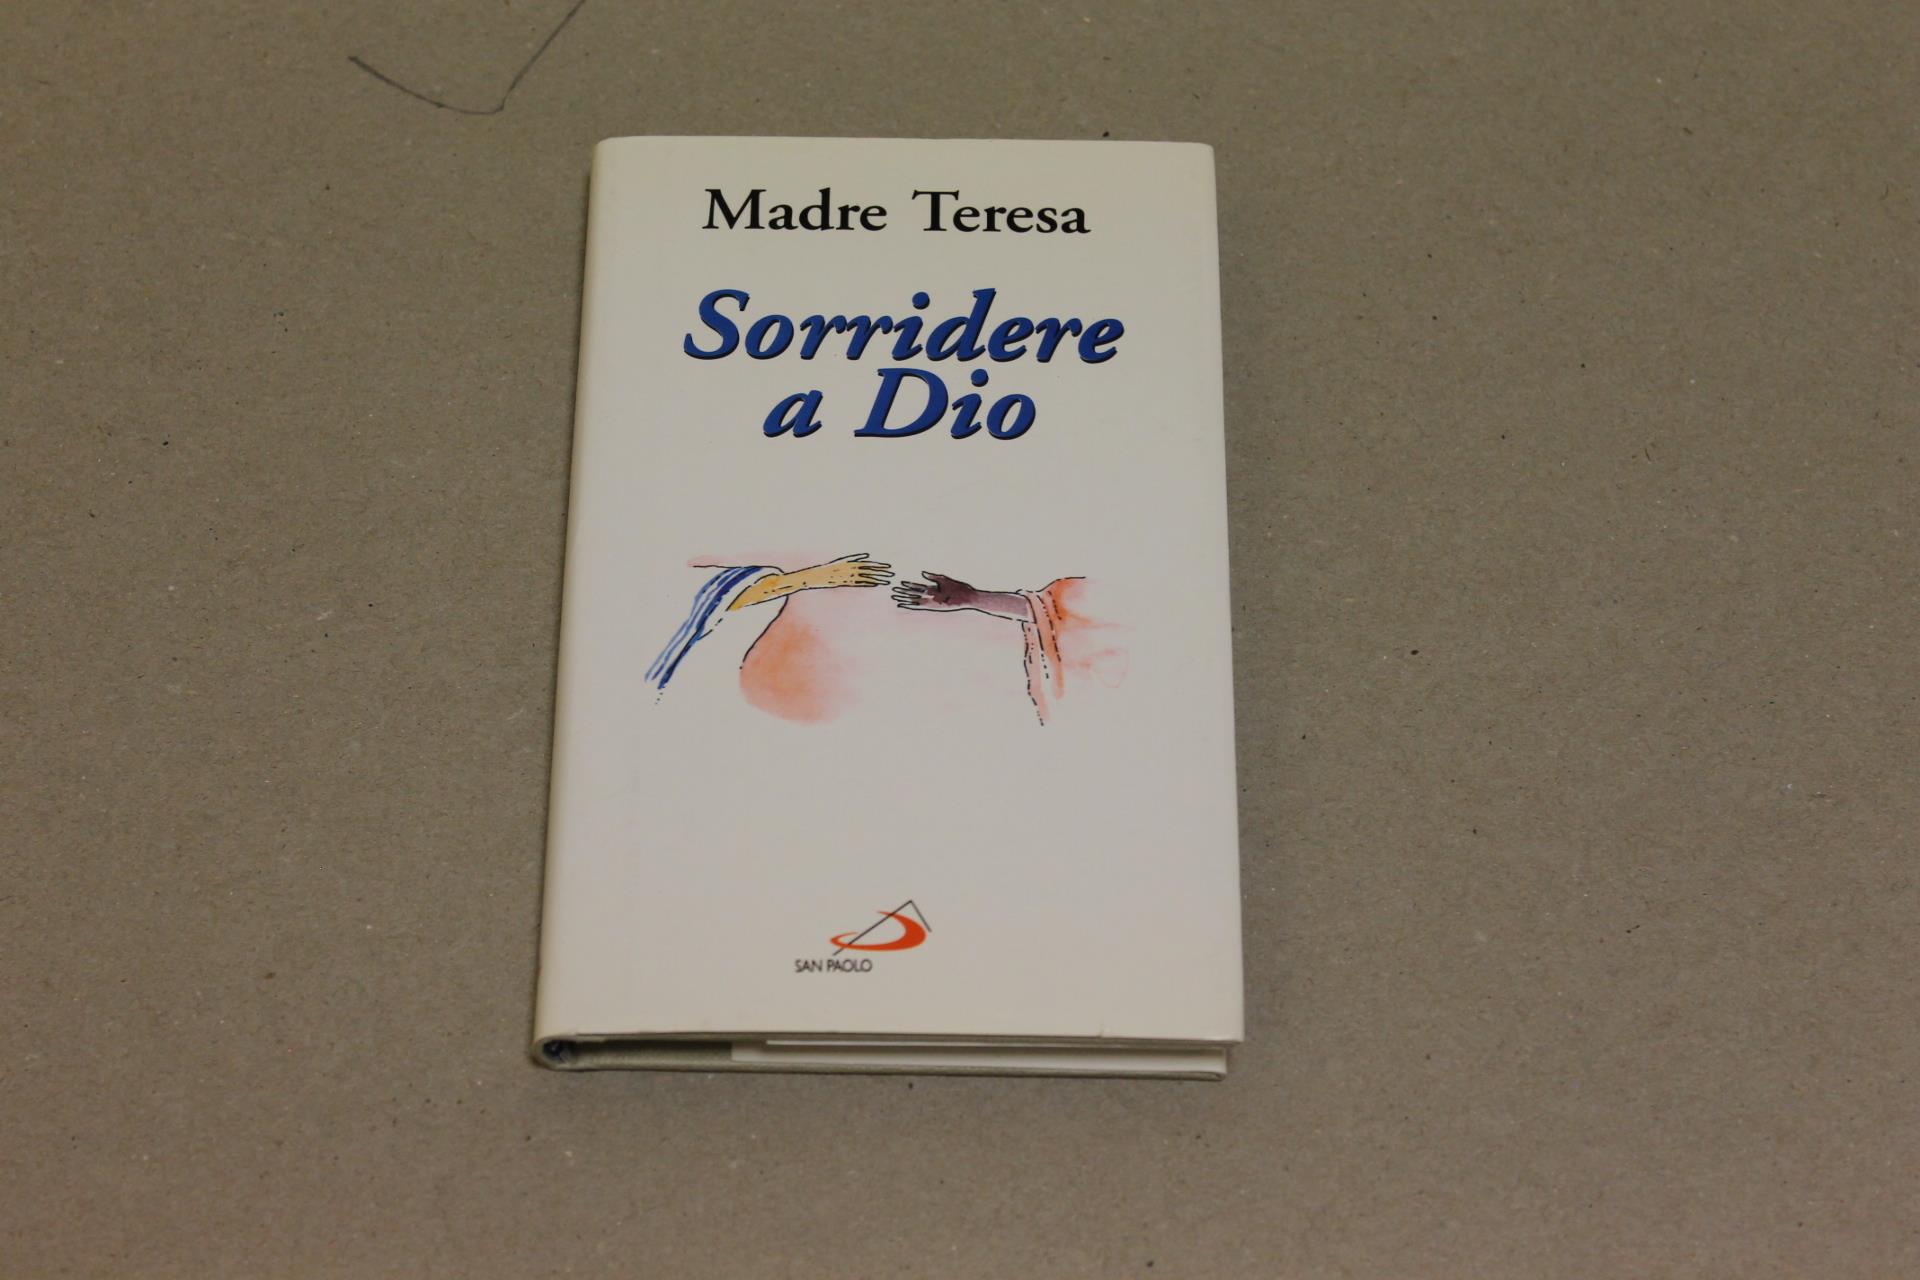 Madre Teresa
Sorridere
a Dio
SAN PAOLO